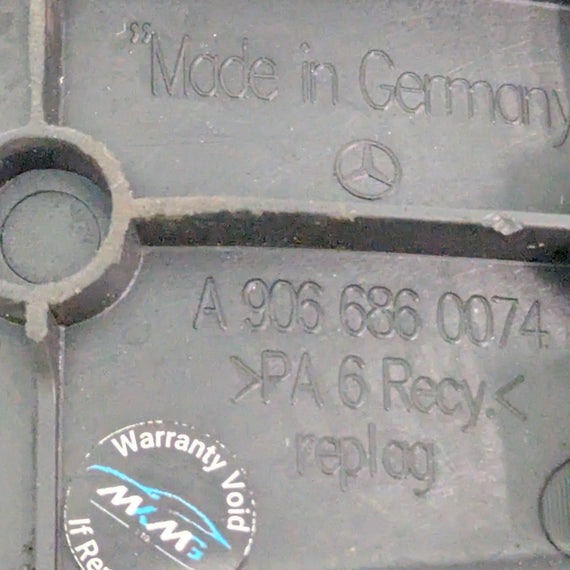 "Made in Germany
A 906 686 0074
>PA 6 Recy.<
replag
Warranty Void
If Re